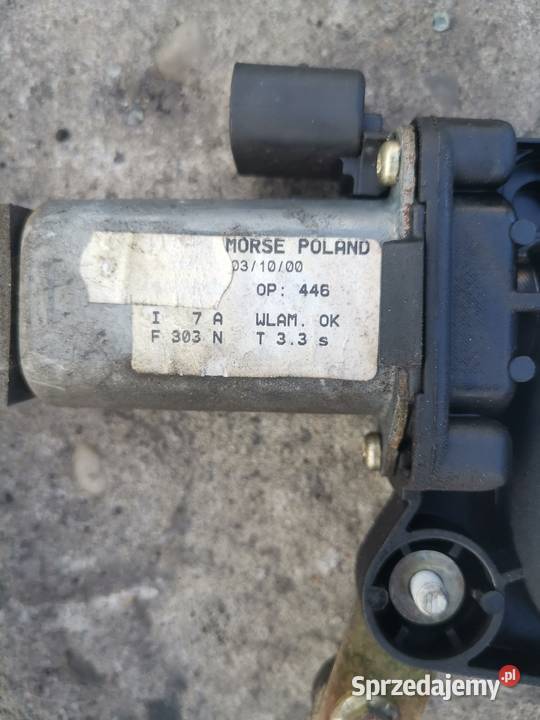 MORSE POLAND
03/10/00
OP: 446
I 7 A WLAM. OK
F 303 N T 3.3 s
Sprzedajemy.pl